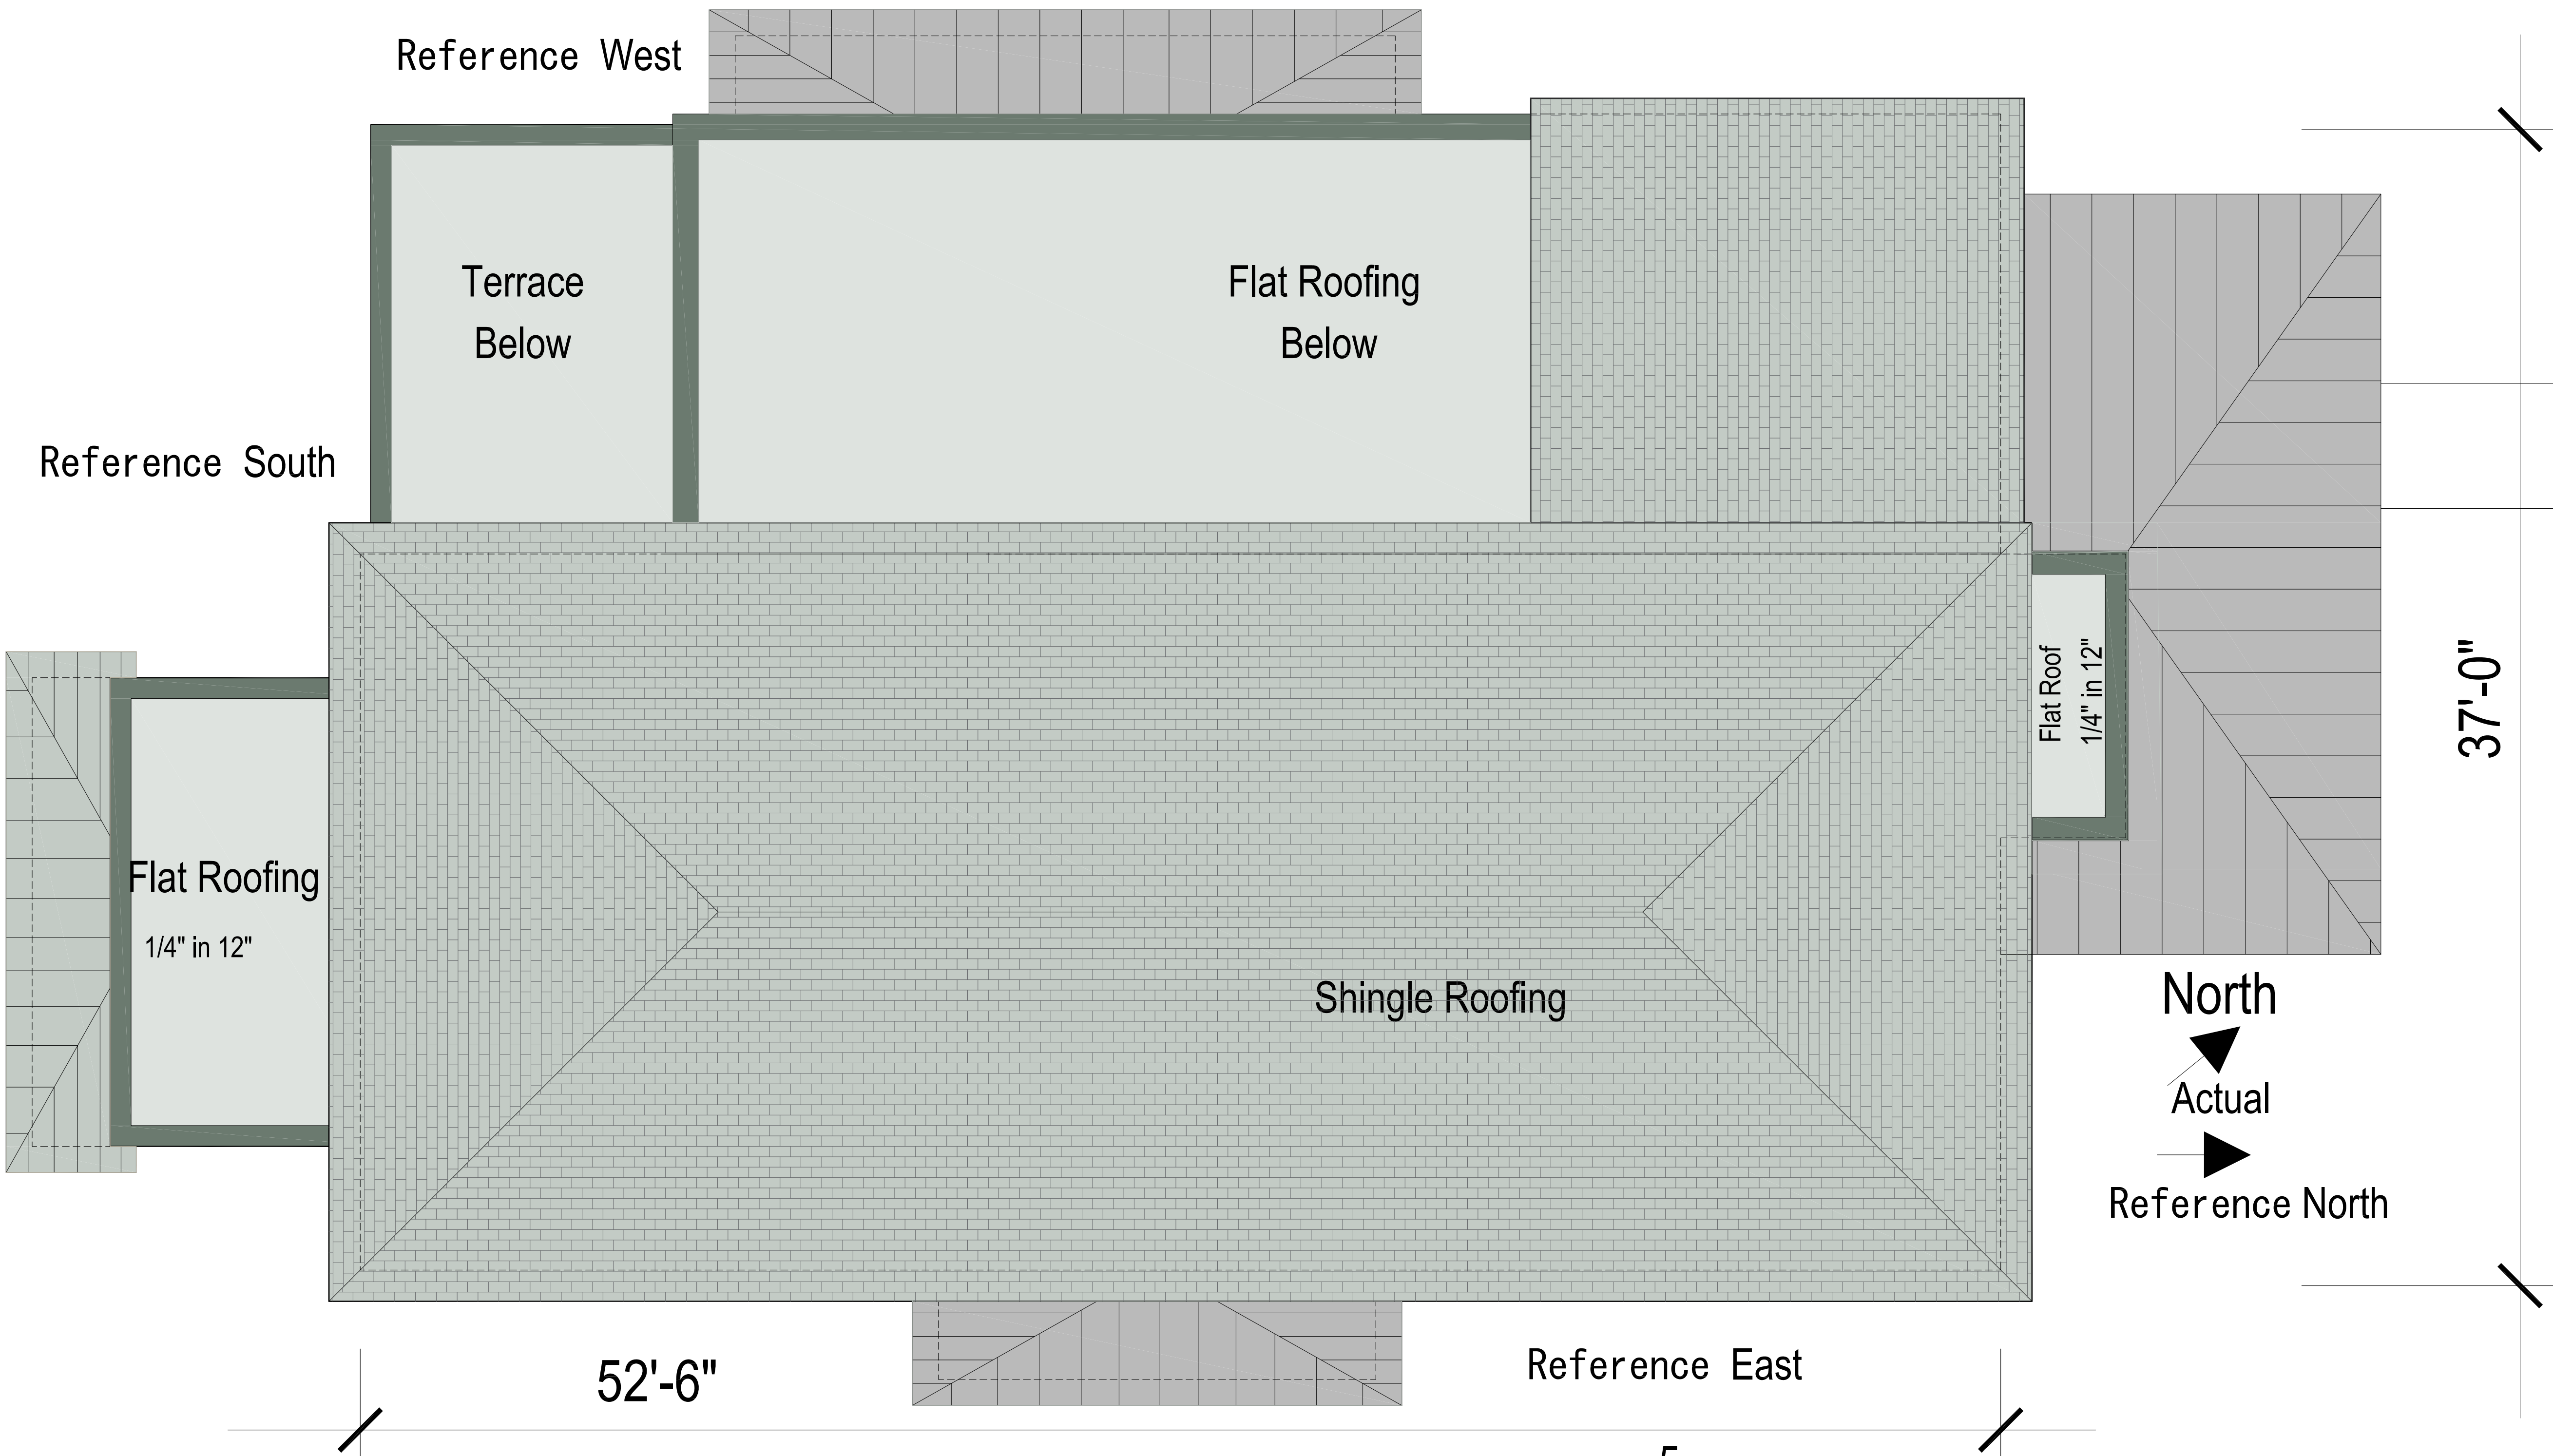 Reference West
Terrace
Below
Flat Roofing
Below
Reference South
Flat Roof
1/4" in 12"
37'-0"
Flat Roofing
1/4" in 12"
Shingle Roofing
North
Actual
Reference North
Reference East
52'-6"